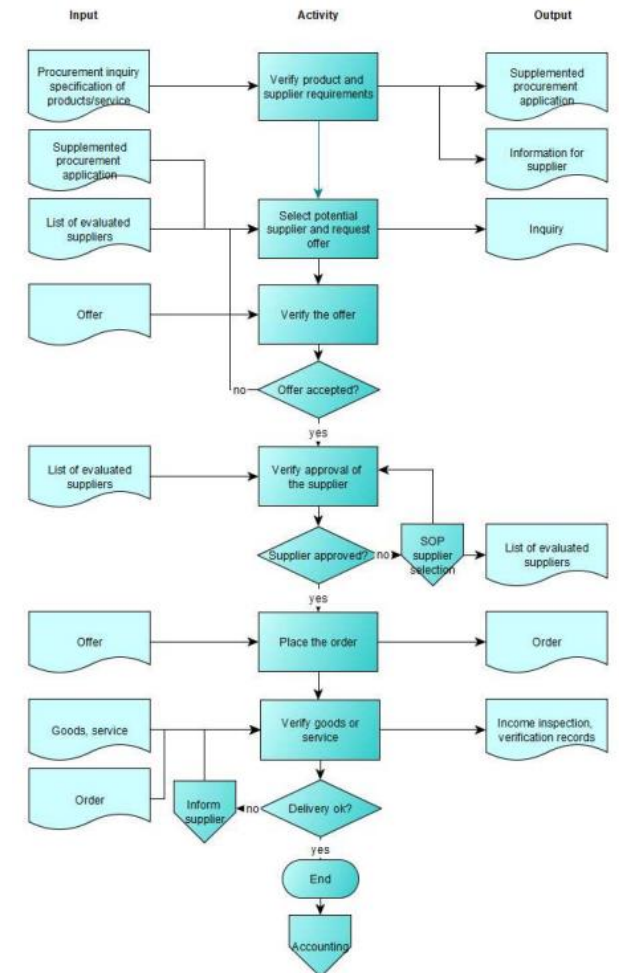 Input
Activity
Output
Procurement inquiry
specification of
products/service
Verify product and
supplier requirements
Supplemented
procurement
application
Supplemented
procurement
application
Information for
supplier
List of evaluated
suppliers
Select potential
supplier and request
offer
Inquiry
Offer
Verify the offer
no
Offer accepted?
yes
List of evaluated
suppliers
Verify approval of
the supplier
Supplier approved?
no
SOP
supplier
selection
List of evaluated
suppliers
yes
Offer
Place the order
Order
Goods, service
Verify goods or
service
Income inspection,
verification records
Order
Inform
supplier
no
Delivery ok?
yes
End
Accounting